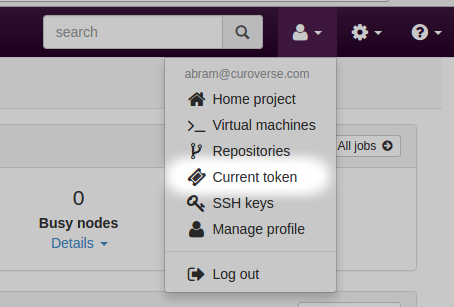 search
abram@curoverse.com
Home project
Virtual machines
Repositories
All jobs
Current token
0
Busy nodes
SSH keys
Details
Manage profile
Log out